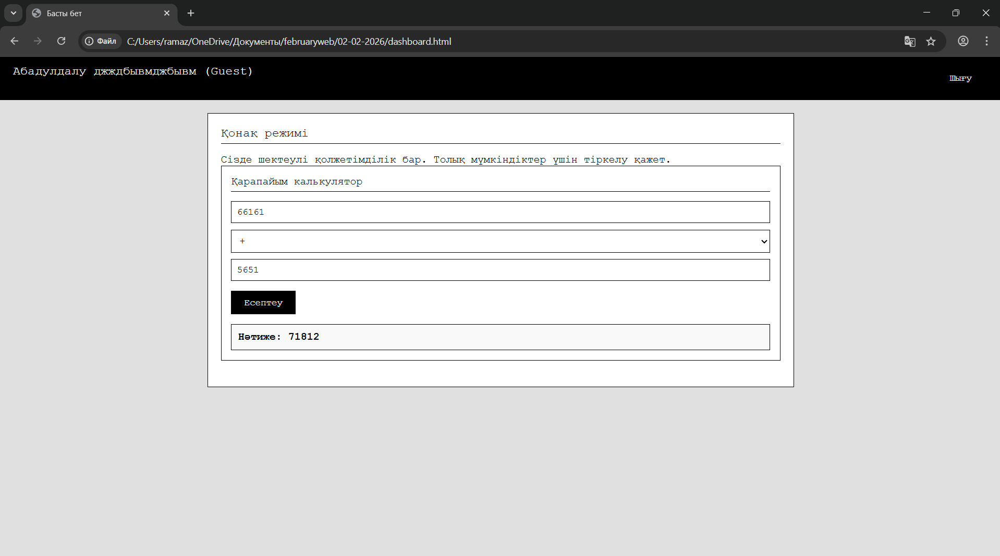 Басты бет
Файл C:/Users/ramaz/OneDrive/Документы/februaryweb/02-02-2026/dashboard.html
Абадулдалу джждбывмджбывм (Guest)
Шығу
Қонақ режимі
Сізде шектеулі қолжетімділік бар. Толық мүмкіндіктер үшін тіркелу қажет.
Қарапайым калькулятор
66161
+
5651
Есептеу
Нәтиже: 71812